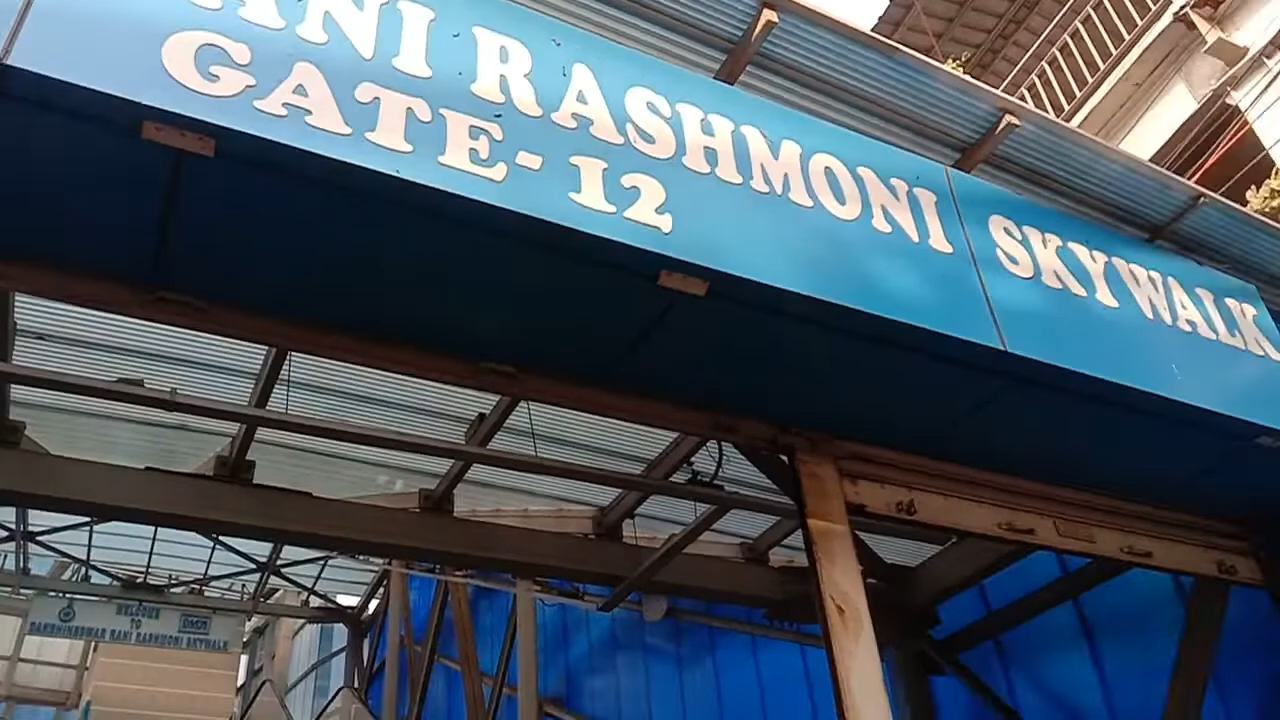 ANI RASHMONI SKYWALK
GATE-12
WELCOME
TO
DAKSHINESWAR RANI RASHMONI SKYWALK